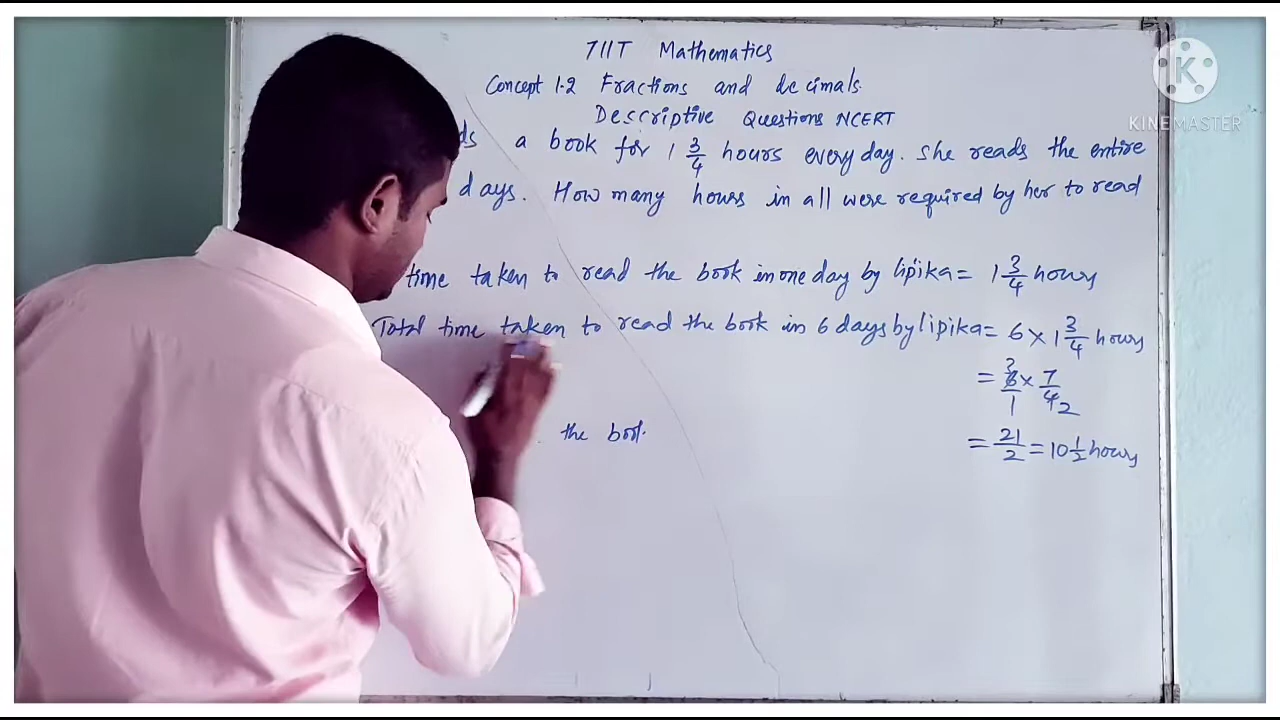 7IIT Mathematics
Concept 1.2 Fractions and decimals.
Descriptive Questions NCERT
a book for 1 3/4 hours everyday. She reads the entire
days. How many hours in all were required by her to read
time taken to read the book in one day by lipika = 1 3/4 hours
Total time taken to read the book in 6 days by lipika = 6 × 1 3/4 hours
= 6/1 × 7/4 3 2
= 21/2 = 10 1/2 hours
the book.
K
KINEMASTER